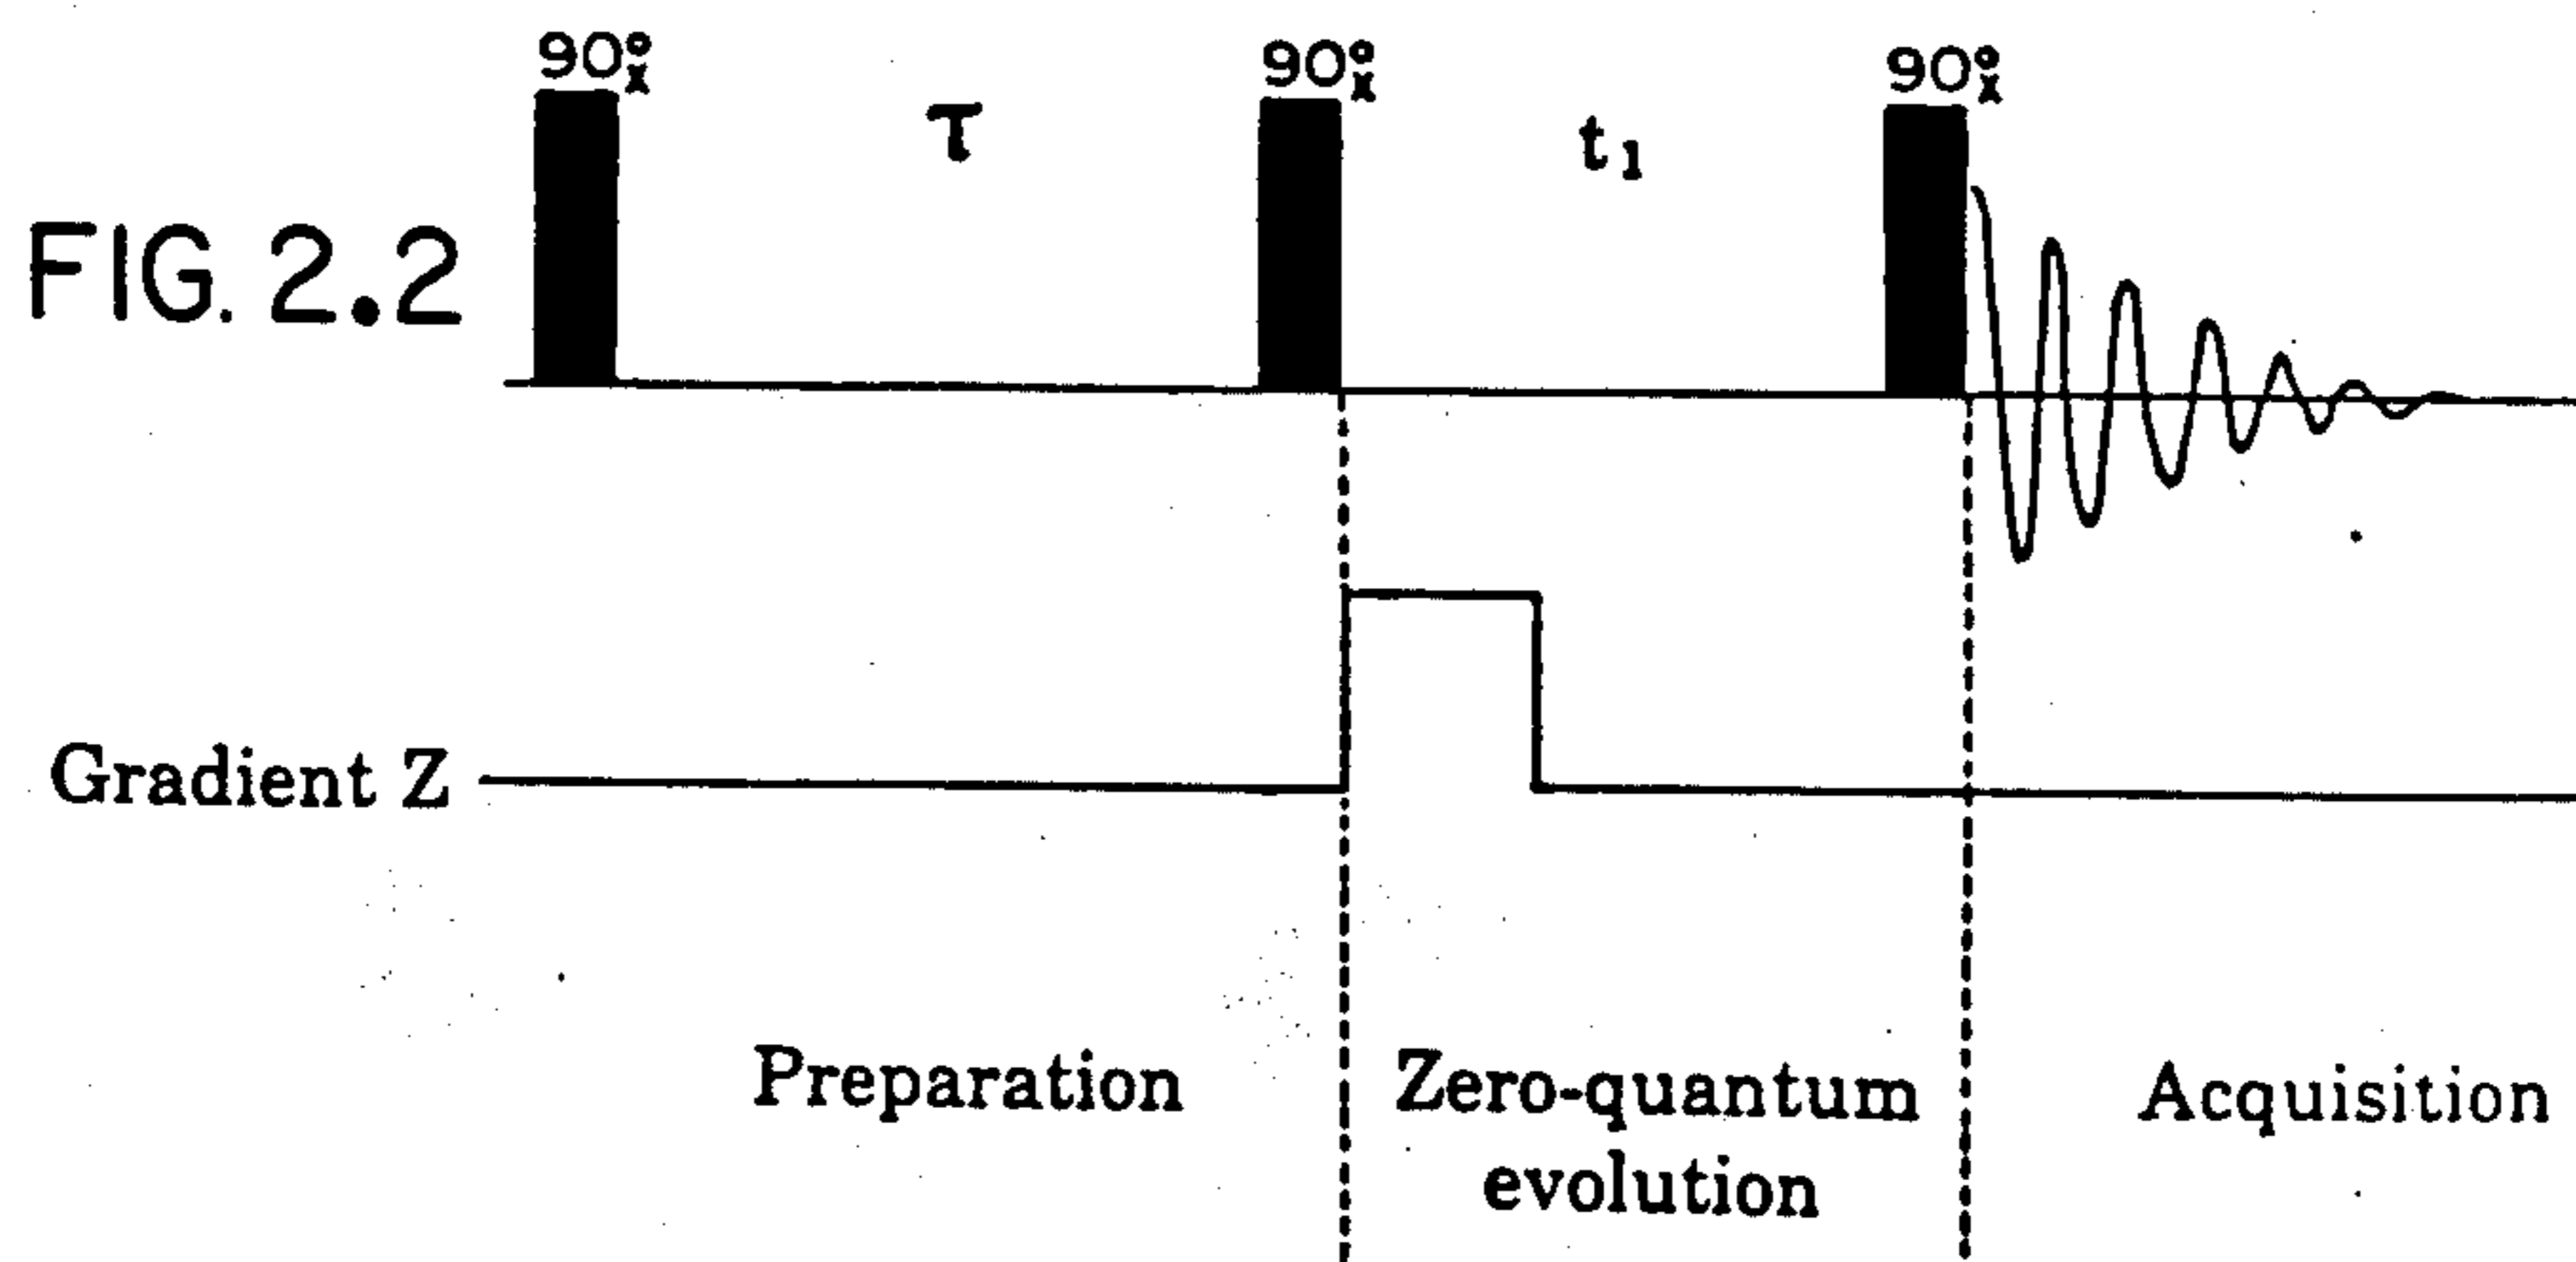 90°x 90°x 90°x
τ t1
FIG. 2.2
Gradient Z
Preparation Zero-quantum Acquisition
evolution